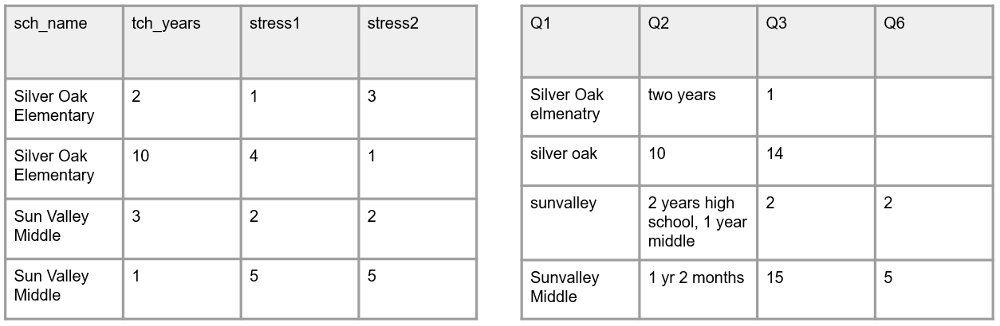 sch_name tch_years stress1 stress2
Silver Oak 2 1 3
Elementary
Silver Oak 10 4 1
Elementary
Sun Valley 3 2 2
Middle
Sun Valley 1 5 5
Middle
Q1 Q2 Q3 Q6
Silver Oak two years 1
elmenatry
silver oak 10 14
sunvalley 2 years high 2 2
school, 1 year
middle
Sunvalley 1 yr 2 months 15 5
Middle